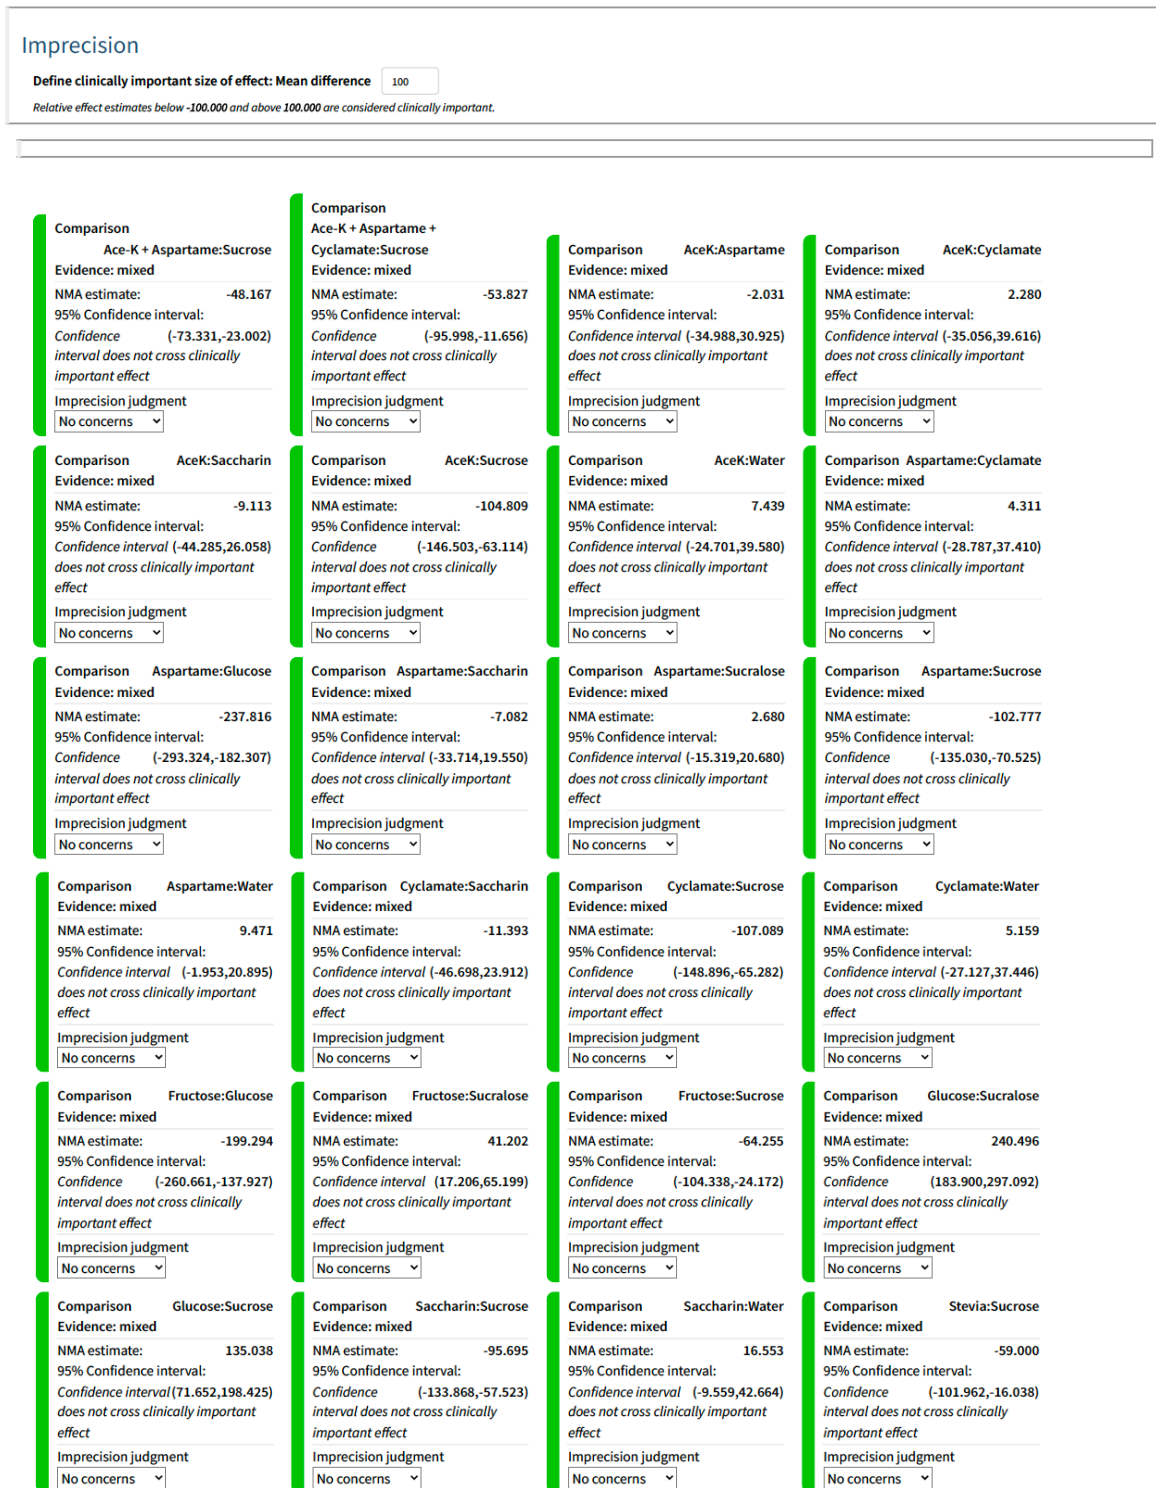 Imprecision
Define clinically important size of effect: Mean difference 100
Relative effect estimates below -100.000 and above 100.000 are considered clinically important.
Comparison
Ace-K + Aspartame:Sucrose
Evidence: mixed
NMA estimate: -48.167
95% Confidence interval:
Confidence (-73.331,-23.002)
interval does not cross clinically
important effect
Imprecision judgment
No concerns
Comparison
Ace-K + Aspartame +
Cyclamate:Sucrose
Evidence: mixed
NMA estimate: -53.827
95% Confidence interval:
Confidence (-95.998,-11.656)
interval does not cross clinically
important effect
Imprecision judgment
No concerns
Comparison AceK:Aspartame
Evidence: mixed
NMA estimate: -2.031
95% Confidence interval:
Confidence interval (-34.988,30.925)
does not cross clinically important
effect
Imprecision judgment
No concerns
Comparison AceK:Cyclamate
Evidence: mixed
NMA estimate: 2.280
95% Confidence interval:
Confidence interval (-35.056,39.616)
does not cross clinically important
effect
Imprecision judgment
No concerns
Comparison AceK:Saccharin
Evidence: mixed
NMA estimate: -9.113
95% Confidence interval:
Confidence interval (-44.285,26.058)
does not cross clinically important
effect
Imprecision judgment
No concerns
Comparison AceK:Sucrose
Evidence: mixed
NMA estimate: -104.809
95% Confidence interval:
Confidence (-146.503,-63.114)
interval does not cross clinically
important effect
Imprecision judgment
No concerns
Comparison AceK:Water
Evidence: mixed
NMA estimate: 7.439
95% Confidence interval:
Confidence interval (-24.701,39.580)
does not cross clinically important
effect
Imprecision judgment
No concerns
Comparison Aspartame:Cyclamate
Evidence: mixed
NMA estimate: 4.311
95% Confidence interval:
Confidence interval (-28.787,37.410)
does not cross clinically important
effect
Imprecision judgment
No concerns
Comparison Aspartame:Glucose
Evidence: mixed
NMA estimate: -237.816
95% Confidence interval:
Confidence (-293.324,-182.307)
interval does not cross clinically
important effect
Imprecision judgment
No concerns
Comparison Aspartame:Saccharin
Evidence: mixed
NMA estimate: -7.082
95% Confidence interval:
Confidence interval (-33.714,19.550)
does not cross clinically important
effect
Imprecision judgment
No concerns
Comparison Aspartame:Sucralose
Evidence: mixed
NMA estimate: 2.680
95% Confidence interval:
Confidence interval (-15.319,20.680)
does not cross clinically important
effect
Imprecision judgment
No concerns
Comparison Aspartame:Sucrose
Evidence: mixed
NMA estimate: -102.777
95% Confidence interval:
Confidence (-135.030,-70.525)
interval does not cross clinically
important effect
Imprecision judgment
No concerns
Comparison Aspartame:Water
Evidence: mixed
NMA estimate: 9.471
95% Confidence interval:
Confidence interval (-1.953,20.895)
does not cross clinically important
effect
Imprecision judgment
No concerns
Comparison Cyclamate:Saccharin
Evidence: mixed
NMA estimate: -11.393
95% Confidence interval:
Confidence interval (-46.698,23.912)
does not cross clinically important
effect
Imprecision judgment
No concerns
Comparison Cyclamate:Sucrose
Evidence: mixed
NMA estimate: -107.089
95% Confidence interval:
Confidence (-148.896,-65.282)
interval does not cross clinically
important effect
Imprecision judgment
No concerns
Comparison Cyclamate:Water
Evidence: mixed
NMA estimate: 5.159
95% Confidence interval:
Confidence interval (-27.127,37.446)
does not cross clinically important
effect
Imprecision judgment
No concerns
Comparison Fructose:Glucose
Evidence: mixed
NMA estimate: -199.294
95% Confidence interval:
Confidence (-260.661,-137.927)
interval does not cross clinically
important effect
Imprecision judgment
No concerns
Comparison Fructose:Sucralose
Evidence: mixed
NMA estimate: 41.202
95% Confidence interval:
Confidence interval (17.206,65.199)
does not cross clinically important
effect
Imprecision judgment
No concerns
Comparison Fructose:Sucrose
Evidence: mixed
NMA estimate: -64.255
95% Confidence interval:
Confidence (-104.338,-24.172)
interval does not cross clinically
important effect
Imprecision judgment
No concerns
Comparison Glucose:Sucralose
Evidence: mixed
NMA estimate: 240.496
95% Confidence interval:
Confidence (183.900,297.092)
interval does not cross clinically
important effect
Imprecision judgment
No concerns
Comparison Glucose:Sucrose
Evidence: mixed
NMA estimate: 135.038
95% Confidence interval:
Confidence interval (71.652,198.425)
does not cross clinically important
effect
Imprecision judgment
No concerns
Comparison Saccharin:Sucrose
Evidence: mixed
NMA estimate: -95.695
95% Confidence interval:
Confidence (-133.868,-57.523)
interval does not cross clinically
important effect
Imprecision judgment
No concerns
Comparison Saccharin:Water
Evidence: mixed
NMA estimate: 16.553
95% Confidence interval:
Confidence interval (-9.559,42.664)
does not cross clinically important
effect
Imprecision judgment
No concerns
Comparison Stevia:Sucrose
Evidence: mixed
NMA estimate: -59.000
95% Confidence interval:
Confidence (-101.962,-16.038)
interval does not cross clinically
important effect
Imprecision judgment
No concerns